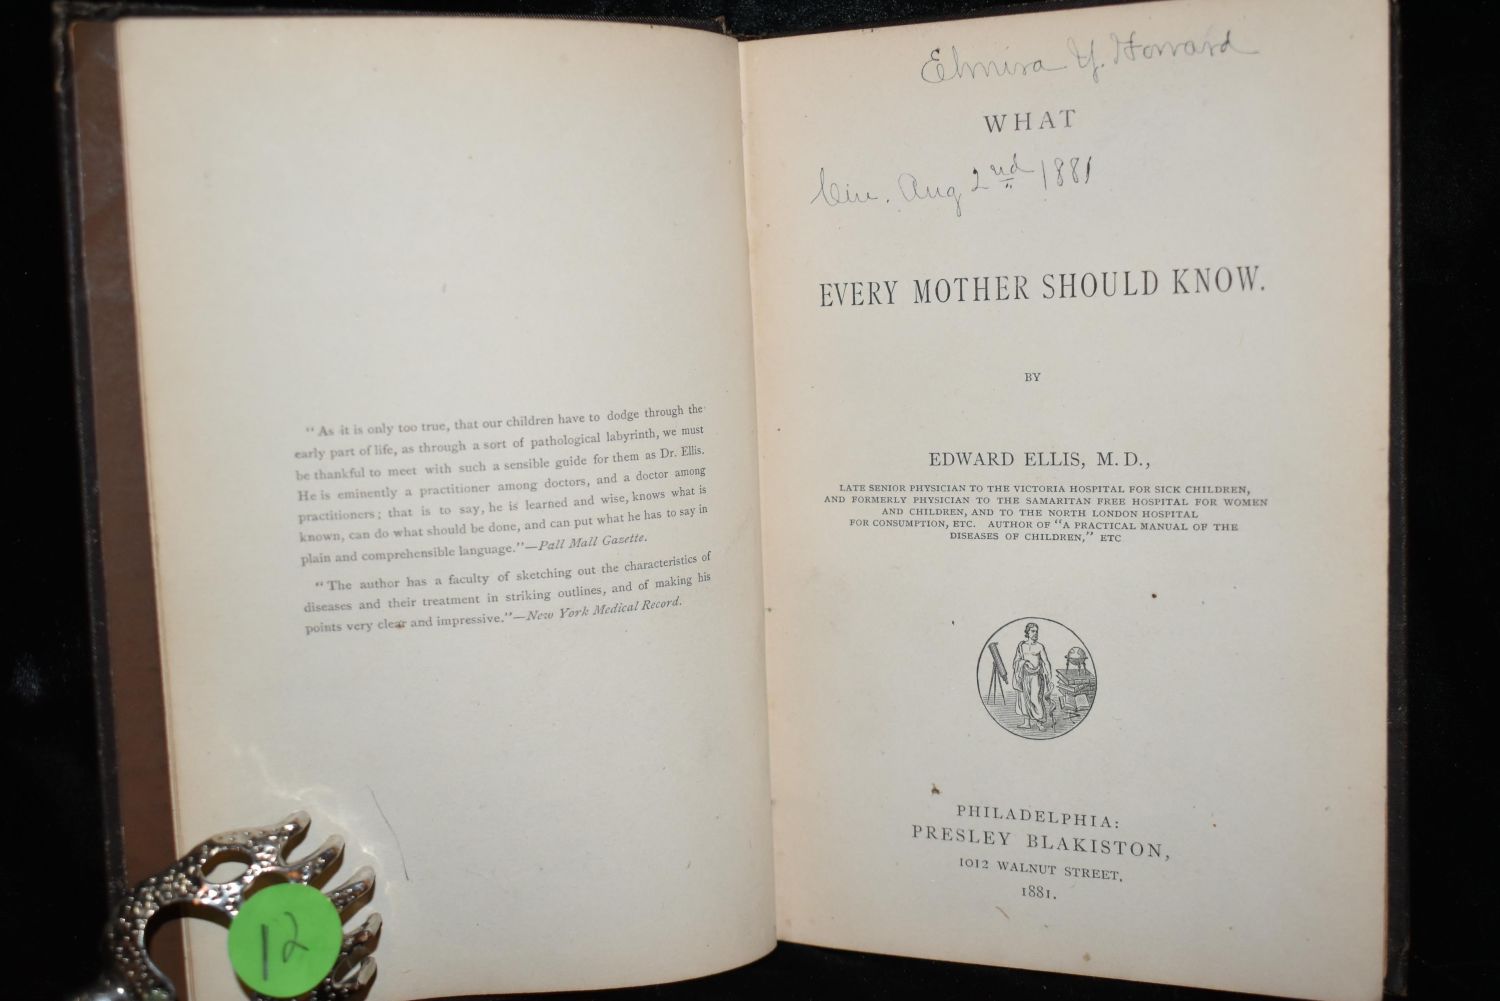 "As it is only too true, that our children have to dodge through the
early part of life, as through a sort of pathological labyrinth, we must
be thankful to meet with such a sensible guide for them as Dr. Ellis.
He is eminently a practitioner among doctors, and a doctor among
practitioners; that is to say, he is learned and wise, knows what is
known, can do what should be done, and can put what he has to say in
plain and comprehensible language."—Pall Mall Gazette.
"The author has a faculty of sketching out the characteristics of
diseases and their treatment in striking outlines, and of making his
points very clear and impressive."—New York Medical Record.
12
Elmira Y. Howard
WHAT
Cin. Aug 2nd 1881
EVERY MOTHER SHOULD KNOW.
BY
EDWARD ELLIS, M.D.,
LATE SENIOR PHYSICIAN TO THE VICTORIA HOSPITAL FOR SICK CHILDREN,
AND FORMERLY PHYSICIAN TO THE SAMARITAN FREE HOSPITAL FOR WOMEN
AND CHILDREN, AND TO THE NORTH LONDON HOSPITAL
FOR CONSUMPTION, ETC. AUTHOR OF "A PRACTICAL MANUAL OF THE
DISEASES OF CHILDREN," ETC
PHILADELPHIA:
PRESLEY BLAKISTON,
1012 WALNUT STREET.
1881.